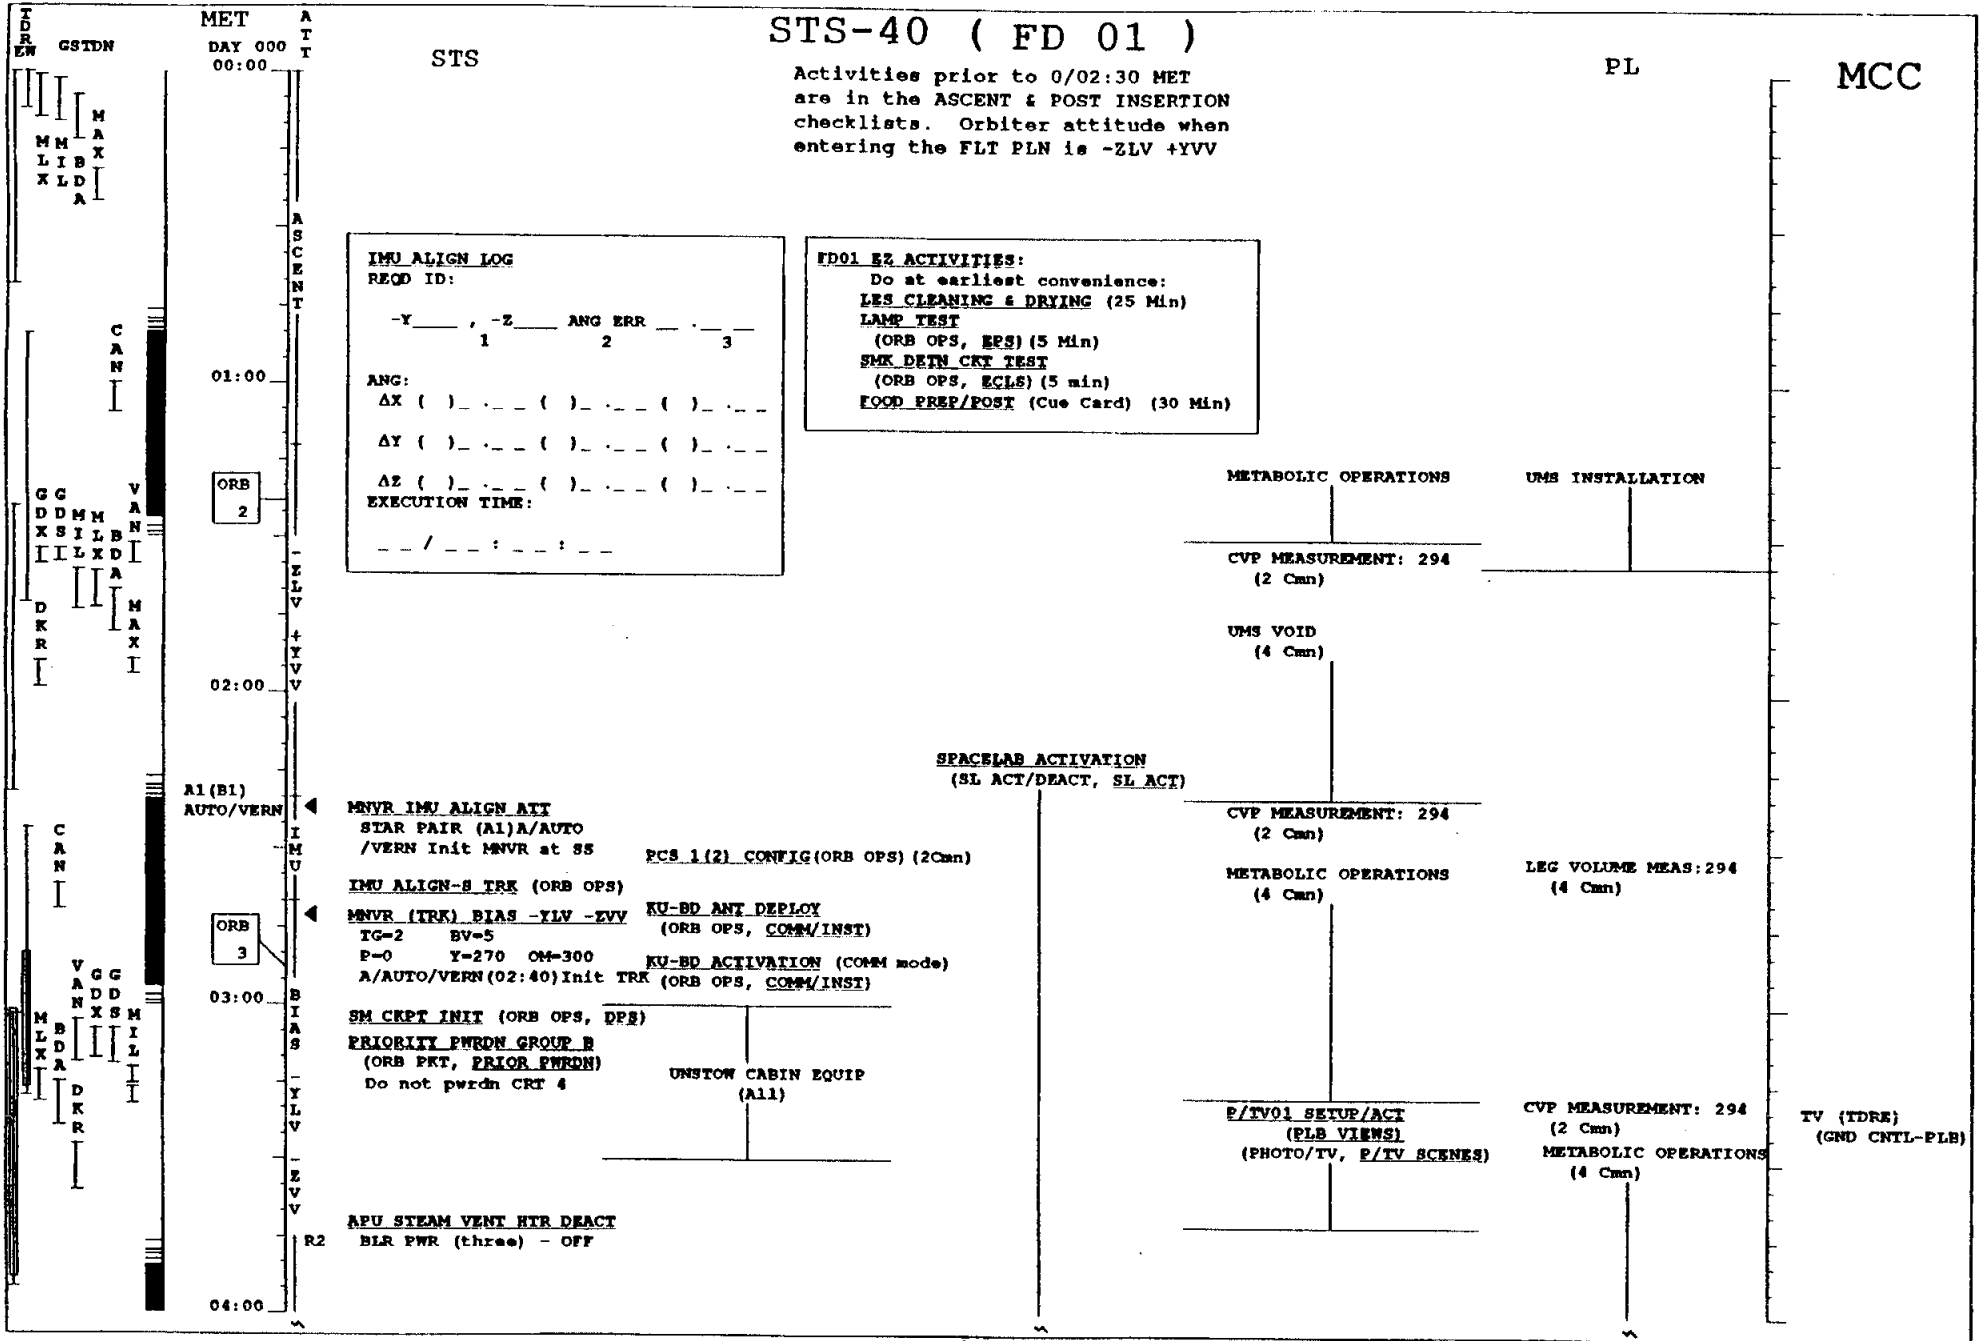 STS-40 ( FD 01 )
TDRE
EW
GSTDN
MET
DAY 000
00:00
ATT
STS
PL
MCC
Activities prior to 0/02:30 MET
are in the ASCENT & POST INSERTION
checklists. Orbiter attitude when
entering the FLT PLN is -ZLV +YVV
MLX
MIL
BDA
MAX
ASCENT
IMU ALIGN LOG
REQD ID:
-Y____ , -Z____ ANG ERR __ .__ __
1 2 3
ANG:
ΔX ( )_ ._ _ ( )_ ._ _ ( )_ ._ _
ΔY ( )_ ._ _ ( )_ ._ _ ( )_ ._ _
ΔZ ( )_ ._ _ ( )_ ._ _ ( )_ ._ _
EXECUTION TIME:
_ _ / _ _ : _ _ : _ _
FD01 EZ ACTIVITIES:
Do at earliest convenience:
LES CLEANING & DRYING (25 Min)
LAMP TEST
(ORB OPS, EPS) (5 Min)
SMK DETN CKT TEST
(ORB OPS, ECLS) (5 min)
FOOD PREP/POST (Cue Card) (30 Min)
CAN
01:00
ORB
2
GDX
GDS
MIL
MLX
BDA
VAN
DKR
MAX
-ZLV +YVV
METABOLIC OPERATIONS
UMS INSTALLATION
CVP MEASUREMENT: 294
(2 Cmn)
UMS VOID
(4 Cmn)
02:00
SPACELAB ACTIVATION
(SL ACT/DEACT, SL ACT)
A1(B1)
AUTO/VERN
IMU
MNVR IMU ALIGN ATT
STAR PAIR (A1)A/AUTO
/VERN Init MNVR at SS
PCS 1(2) CONFIG(ORB OPS) (2Cmn)
CVP MEASUREMENT: 294
(2 Cmn)
CAN
IMU ALIGN-S TRK (ORB OPS)
METABOLIC OPERATIONS
(4 Cmn)
LEG VOLUME MEAS:294
(4 Cmn)
ORB
3
MNVR (TRK) BIAS -YLV -ZVV
TG=2 BV=5
P=0 Y=270 OM=300
A/AUTO/VERN(02:40)Init TRK
KU-BD ANT DEPLOY
(ORB OPS, COMM/INST)
KU-BD ACTIVATION (COMM mode)
(ORB OPS, COMM/INST)
03:00
MLX
BDA
VAN
GDX
GDS
MIL
DKR
BIAS -YLV -ZVV
SM CKPT INIT (ORB OPS, DPS)
PRIORITY PWRDN GROUP B
(ORB PKT, PRIOR PWRDN)
Do not pwrdn CRT 4
UNSTOW CABIN EQUIP
(All)
P/TV01 SETUP/ACT
(PLB VIEWS)
(PHOTO/TV, P/TV SCENES)
CVP MEASUREMENT: 294
(2 Cmn)
METABOLIC OPERATIONS
(4 Cmn)
TV (TDRE)
(GND CNTL-PLB)
APU STEAM VENT HTR DEACT
R2 BLR PWR (three) - OFF
04:00